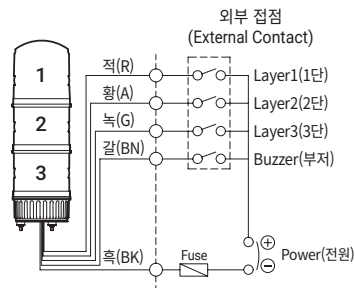 외부 접점
(External Contact)
1
2
3
적(R)
Layer1(1단)
황(A)
Layer2(2단)
녹(G)
Layer3(3단)
갈(BN)
Buzzer(부저)
흑(BK)
Fuse
+
Power(전원)
-